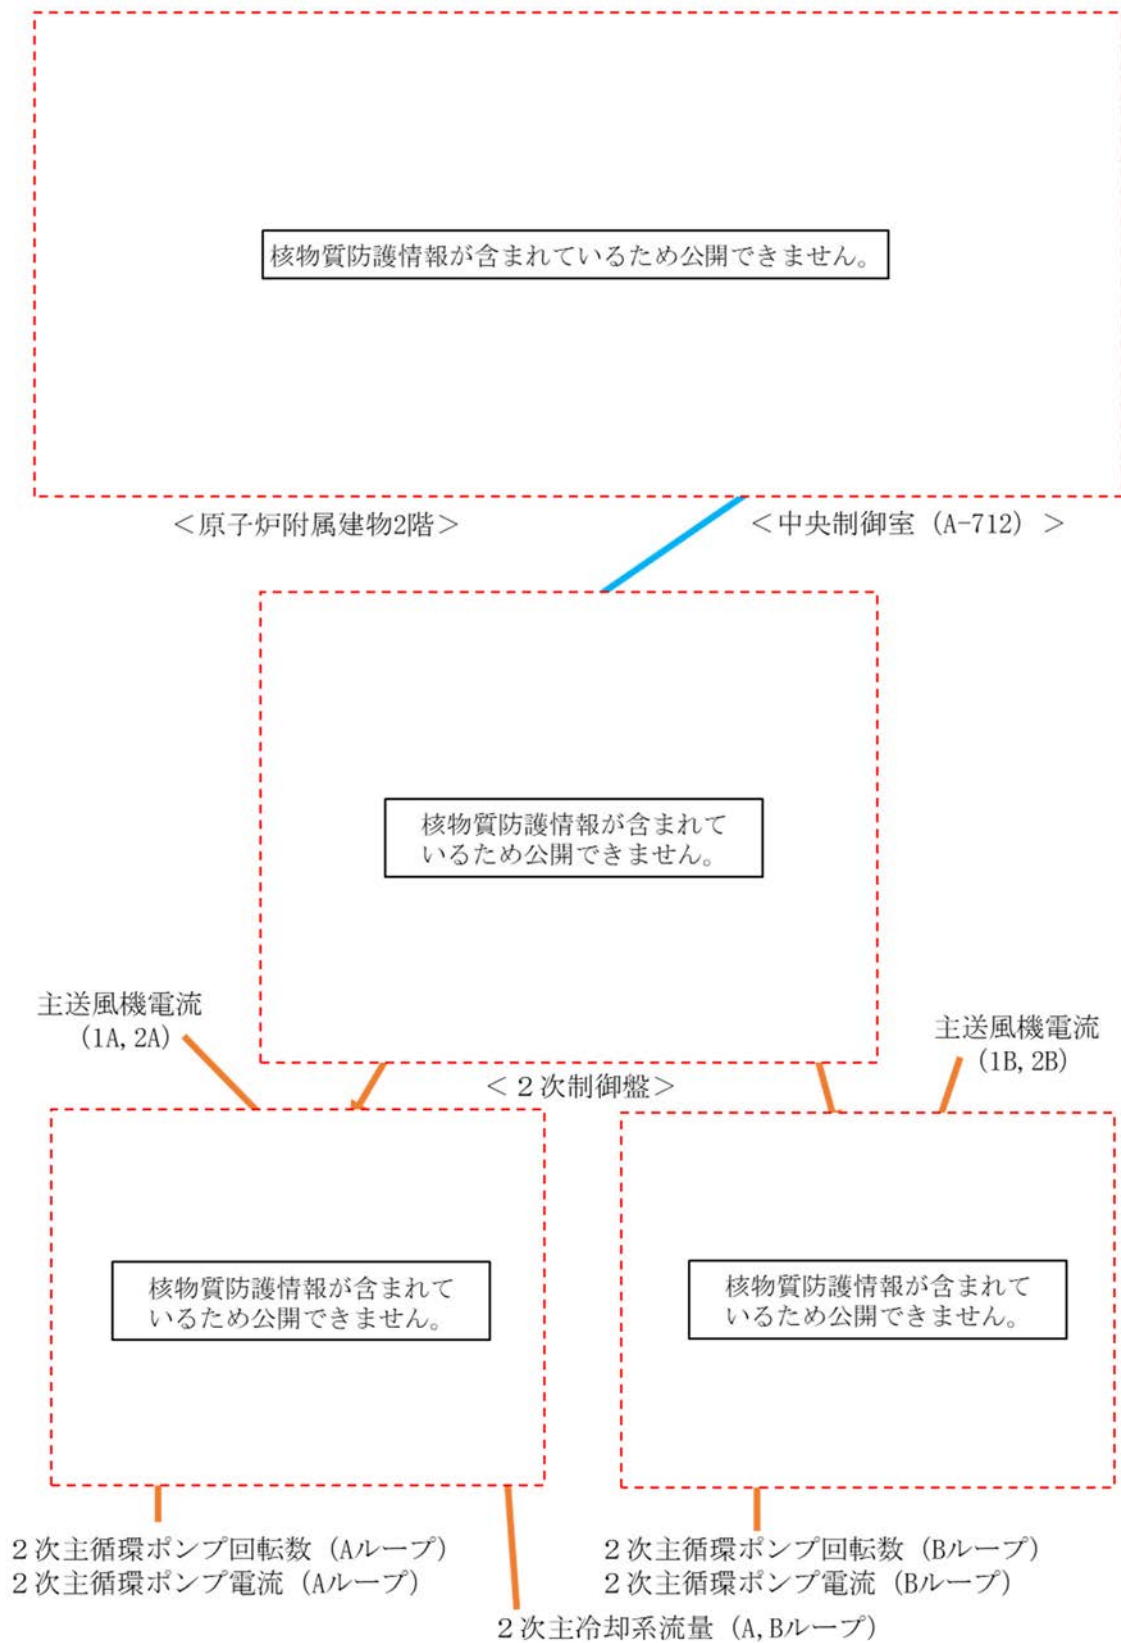 核物質防護情報が含まれているため公開できません。
＜原子炉附属建物2階＞
＜中央制御室（A-712）＞
核物質防護情報が含まれて
いるため公開できません。
主送風機電流
（1A, 2A）
主送風機電流
（1B, 2B）
＜２次制御盤＞
核物質防護情報が含まれて
いるため公開できません。
核物質防護情報が含まれて
いるため公開できません。
２次主循環ポンプ回転数（Aループ）
２次主循環ポンプ電流（Aループ）
２次主循環ポンプ回転数（Bループ）
２次主循環ポンプ電流（Bループ）
２次主冷却系流量（A, Bループ）